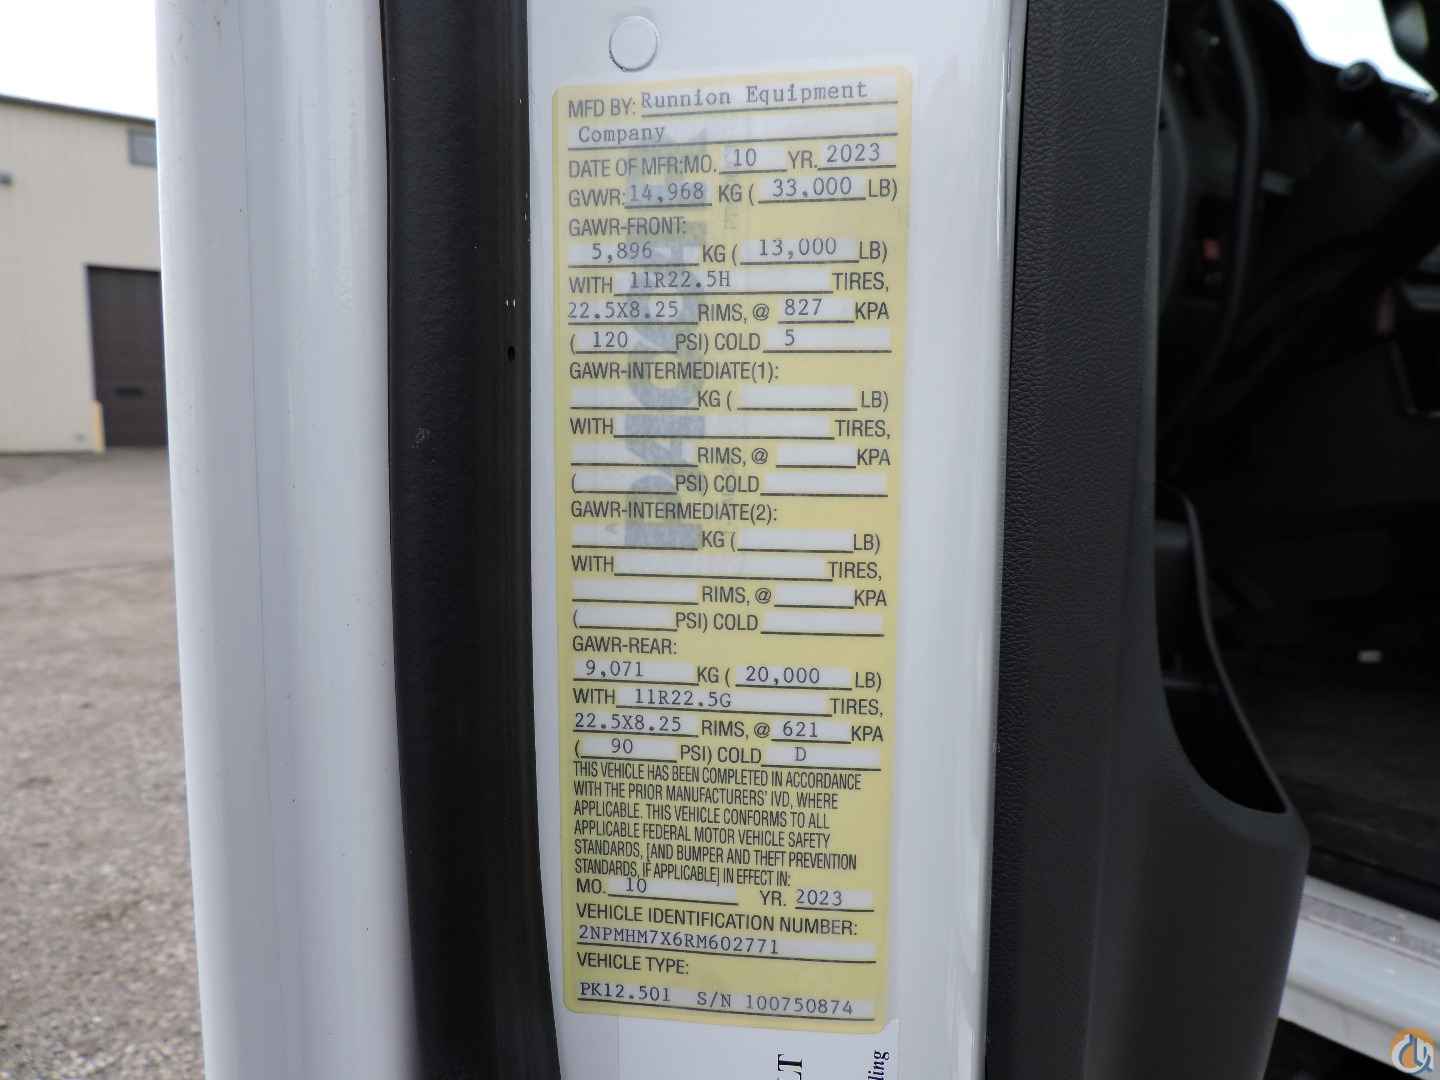 MFD BY: Runnion Equipment
Company
DATE OF MFR:MO. 10 YR. 2023
GVWR: 14,968 KG ( 33,000 LB)
GAWR-FRONT:
5,896 KG ( 13,000 LB)
WITH 11R22.5H TIRES,
22.5X8.25 RIMS, @ 827 KPA
( 120 PSI) COLD 5
GAWR-INTERMEDIATE(1):
KG ( LB)
WITH TIRES,
RIMS, @ KPA
( PSI) COLD
GAWR-INTERMEDIATE(2):
KG ( LB)
WITH TIRES,
RIMS, @ KPA
( PSI) COLD
GAWR-REAR:
9,071 KG ( 20,000 LB)
WITH 11R22.5G TIRES,
22.5X8.25 RIMS, @ 621 KPA
( 90 PSI) COLD D
THIS VEHICLE HAS BEEN COMPLETED IN ACCORDANCE
WITH THE PRIOR MANUFACTURERS' IVD, WHERE
APPLICABLE. THIS VEHICLE CONFORMS TO ALL
APPLICABLE FEDERAL MOTOR VEHICLE SAFETY
STANDARDS, [AND BUMPER AND THEFT PREVENTION
STANDARDS, IF APPLICABLE] IN EFFECT IN:
MO. 10 YR. 2023
VEHICLE IDENTIFICATION NUMBER:
2NPMHM7X6RM602771
VEHICLE TYPE:
PK12.501 S/N 100750874